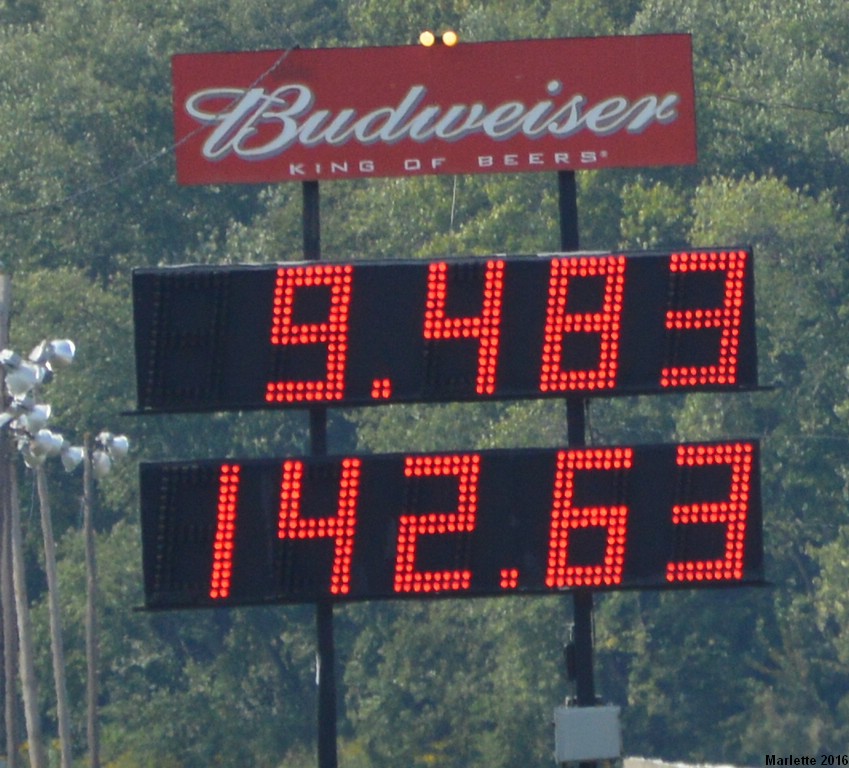 Budweiser
KING OF BEERS®
9.483
142.63
Marlette 2016